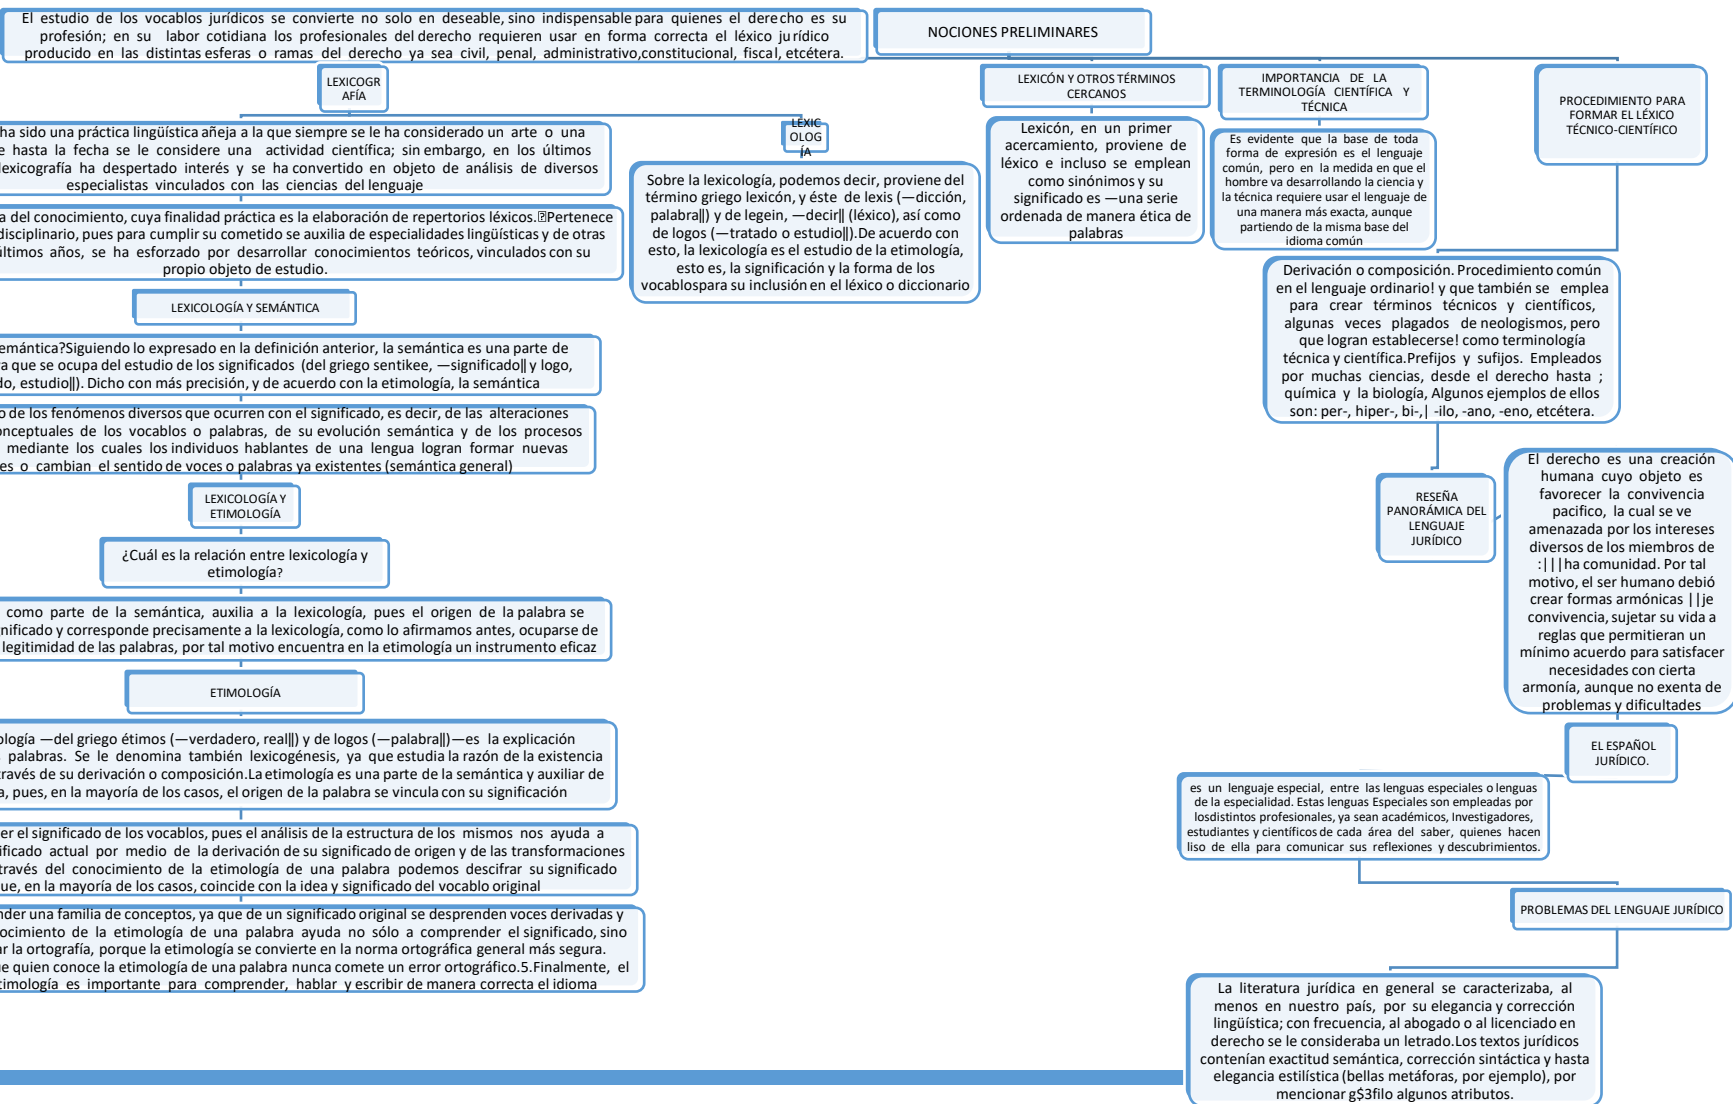 El estudio de los vocablos jurídicos se convierte no solo en deseable, sino indispensable para quienes el derecho es su
profesión; en su labor cotidiana los profesionales del derecho requieren usar en forma correcta el léxico jurídico
producido en las distintas esferas o ramas del derecho ya sea civil, penal, administrativo,constitucional, fiscal, etcétera.
NOCIONES PRELIMINARES
LEXICOGR
AFÍA
ha sido una práctica lingüística añeja a la que siempre se le ha considerado un arte o una
e hasta la fecha se le considere una actividad científica; sin embargo, en los últimos
lexicografía ha despertado interés y se ha convertido en objeto de análisis de diversos
especialistas vinculados con las ciencias del lenguaje
a del conocimiento, cuya finalidad práctica es la elaboración de repertorios léxicos.Pertenece
disciplinario, pues para cumplir su cometido se auxilia de especialidades lingüísticas y de otras
últimos años, se ha esforzado por desarrollar conocimientos teóricos, vinculados con su
propio objeto de estudio.
LEXICOLOGÍA Y SEMÁNTICA
emántica?Siguiendo lo expresado en la definición anterior, la semántica es una parte de
a que se ocupa del estudio de los significados (del griego sentikee, —significado‖ y logo,
do, estudio‖). Dicho con más precisión, y de acuerdo con la etimología, la semántica
o de los fenómenos diversos que ocurren con el significado, es decir, de las alteraciones
onceptuales de los vocablos o palabras, de su evolución semántica y de los procesos
mediante los cuales los individuos hablantes de una lengua logran formar nuevas
es o cambian el sentido de voces o palabras ya existentes (semántica general)
LEXICOLOGÍA Y
ETIMOLOGÍA
¿Cuál es la relación entre lexicología y
etimología?
como parte de la semántica, auxilia a la lexicología, pues el origen de la palabra se
nificado y corresponde precisamente a la lexicología, como lo afirmamos antes, ocuparse de
legitimidad de las palabras, por tal motivo encuentra en la etimología un instrumento eficaz
ETIMOLOGÍA
ología —del griego étimos (—verdadero, real‖) y de logos (—palabra‖)—es la explicación
palabras. Se le denomina también lexicogénesis, ya que estudia la razón de la existencia
través de su derivación o composición.La etimología es una parte de la semántica y auxiliar de
a, pues, en la mayoría de los casos, el origen de la palabra se vincula con su significación
er el significado de los vocablos, pues el análisis de la estructura de los mismos nos ayuda a
ificado actual por medio de la derivación de su significado de origen y de las transformaciones
través del conocimiento de la etimología de una palabra podemos descifrar su significado
ue, en la mayoría de los casos, coincide con la idea y significado del vocablo original
nder una familia de conceptos, ya que de un significado original se desprenden voces derivadas y
ocimiento de la etimología de una palabra ayuda no sólo a comprender el significado, sino
ar la ortografía, porque la etimología se convierte en la norma ortográfica general más segura.
e quien conoce la etimología de una palabra nunca comete un error ortográfico.5.Finalmente, el
timología es importante para comprender, hablar y escribir de manera correcta el idioma
LEXIC
OLOG
ÍA
Sobre la lexicología, podemos decir, proviene del
término griego lexicón, y éste de lexis (—dicción,
palabra‖) y de legein, —decir‖ (léxico), así como
de logos (—tratado o estudio‖).De acuerdo con
esto, la lexicología es el estudio de la etimología,
esto es, la significación y la forma de los
vocablospara su inclusión en el léxico o diccionario
LEXICÓN Y OTROS TÉRMINOS
CERCANOS
Lexicón, en un primer
acercamiento, proviene de
léxico e incluso se emplean
como sinónimos y su
significado es —una serie
ordenada de manera ética de
palabras
IMPORTANCIA DE LA
TERMINOLOGÍA CIENTÍFICA Y
TÉCNICA
Es evidente que la base de toda
forma de expresión es el lenguaje
común, pero en la medida en que el
hombre va desarrollando la ciencia y
la técnica requiere usar el lenguaje de
una manera más exacta, aunque
partiendo de la misma base del
idioma común
PROCEDIMIENTO PARA
FORMAR EL LÉXICO
TÉCNICO-CIENTÍFICO
Derivación o composición. Procedimiento común
en el lenguaje ordinario! y que también se emplea
para crear términos técnicos y científicos,
algunas veces plagados de neologismos, pero
que logran establecerse! como terminología
técnica y científica.Prefijos y sufijos. Empleados
por muchas ciencias, desde el derecho hasta ;
química y la biología, Algunos ejemplos de ellos
son: per-, hiper-, bi-,| -ilo, -ano, -eno, etcétera.
RESEÑA
PANORÁMICA DEL
LENGUAJE
JURÍDICO
El derecho es una creación
humana cuyo objeto es
favorecer la convivencia
pacifico, la cual se ve
amenazada por los intereses
diversos de los miembros de
:|||ha comunidad. Por tal
motivo, el ser humano debió
crear formas armónicas ||je
convivencia, sujetar su vida a
reglas que permitieran un
mínimo acuerdo para satisfacer
necesidades con cierta
armonía, aunque no exenta de
problemas y dificultades
EL ESPAÑOL
JURÍDICO.
es un lenguaje especial, entre las lenguas especiales o lenguas
de la especialidad. Estas lenguas Especiales son empleadas por
losdistintos profesionales, ya sean académicos, Investigadores,
estudiantes y científicos de cada área del saber, quienes hacen
liso de ella para comunicar sus reflexiones y descubrimientos.
PROBLEMAS DEL LENGUAJE JURÍDICO
La literatura jurídica en general se caracterizaba, al
menos en nuestro país, por su elegancia y corrección
lingüística; con frecuencia, al abogado o al licenciado en
derecho se le consideraba un letrado.Los textos jurídicos
contenían exactitud semántica, corrección sintáctica y hasta
elegancia estilística (bellas metáforas, por ejemplo), por
mencionar g$3filo algunos atributos.